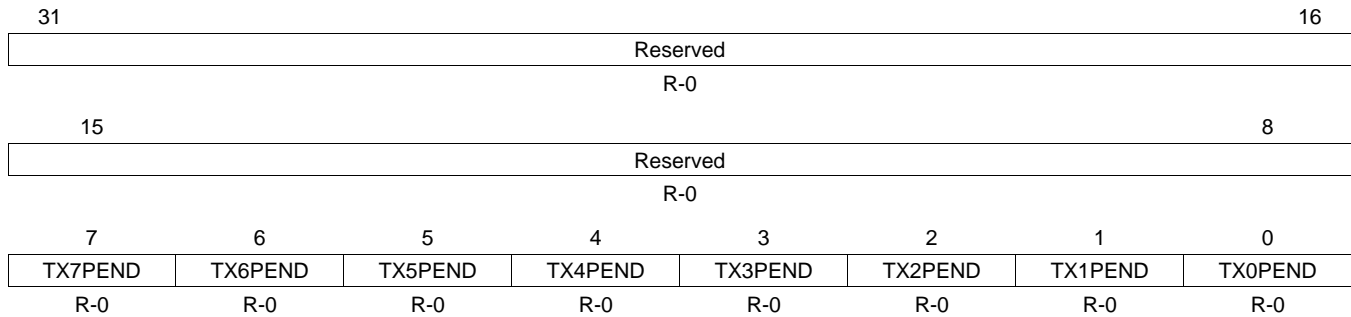 31 16
Reserved
R-0
15 8
Reserved
R-0
7 6 5 4 3 2 1 0
TX7PEND TX6PEND TX5PEND TX4PEND TX3PEND TX2PEND TX1PEND TX0PEND
R-0 R-0 R-0 R-0 R-0 R-0 R-0 R-0